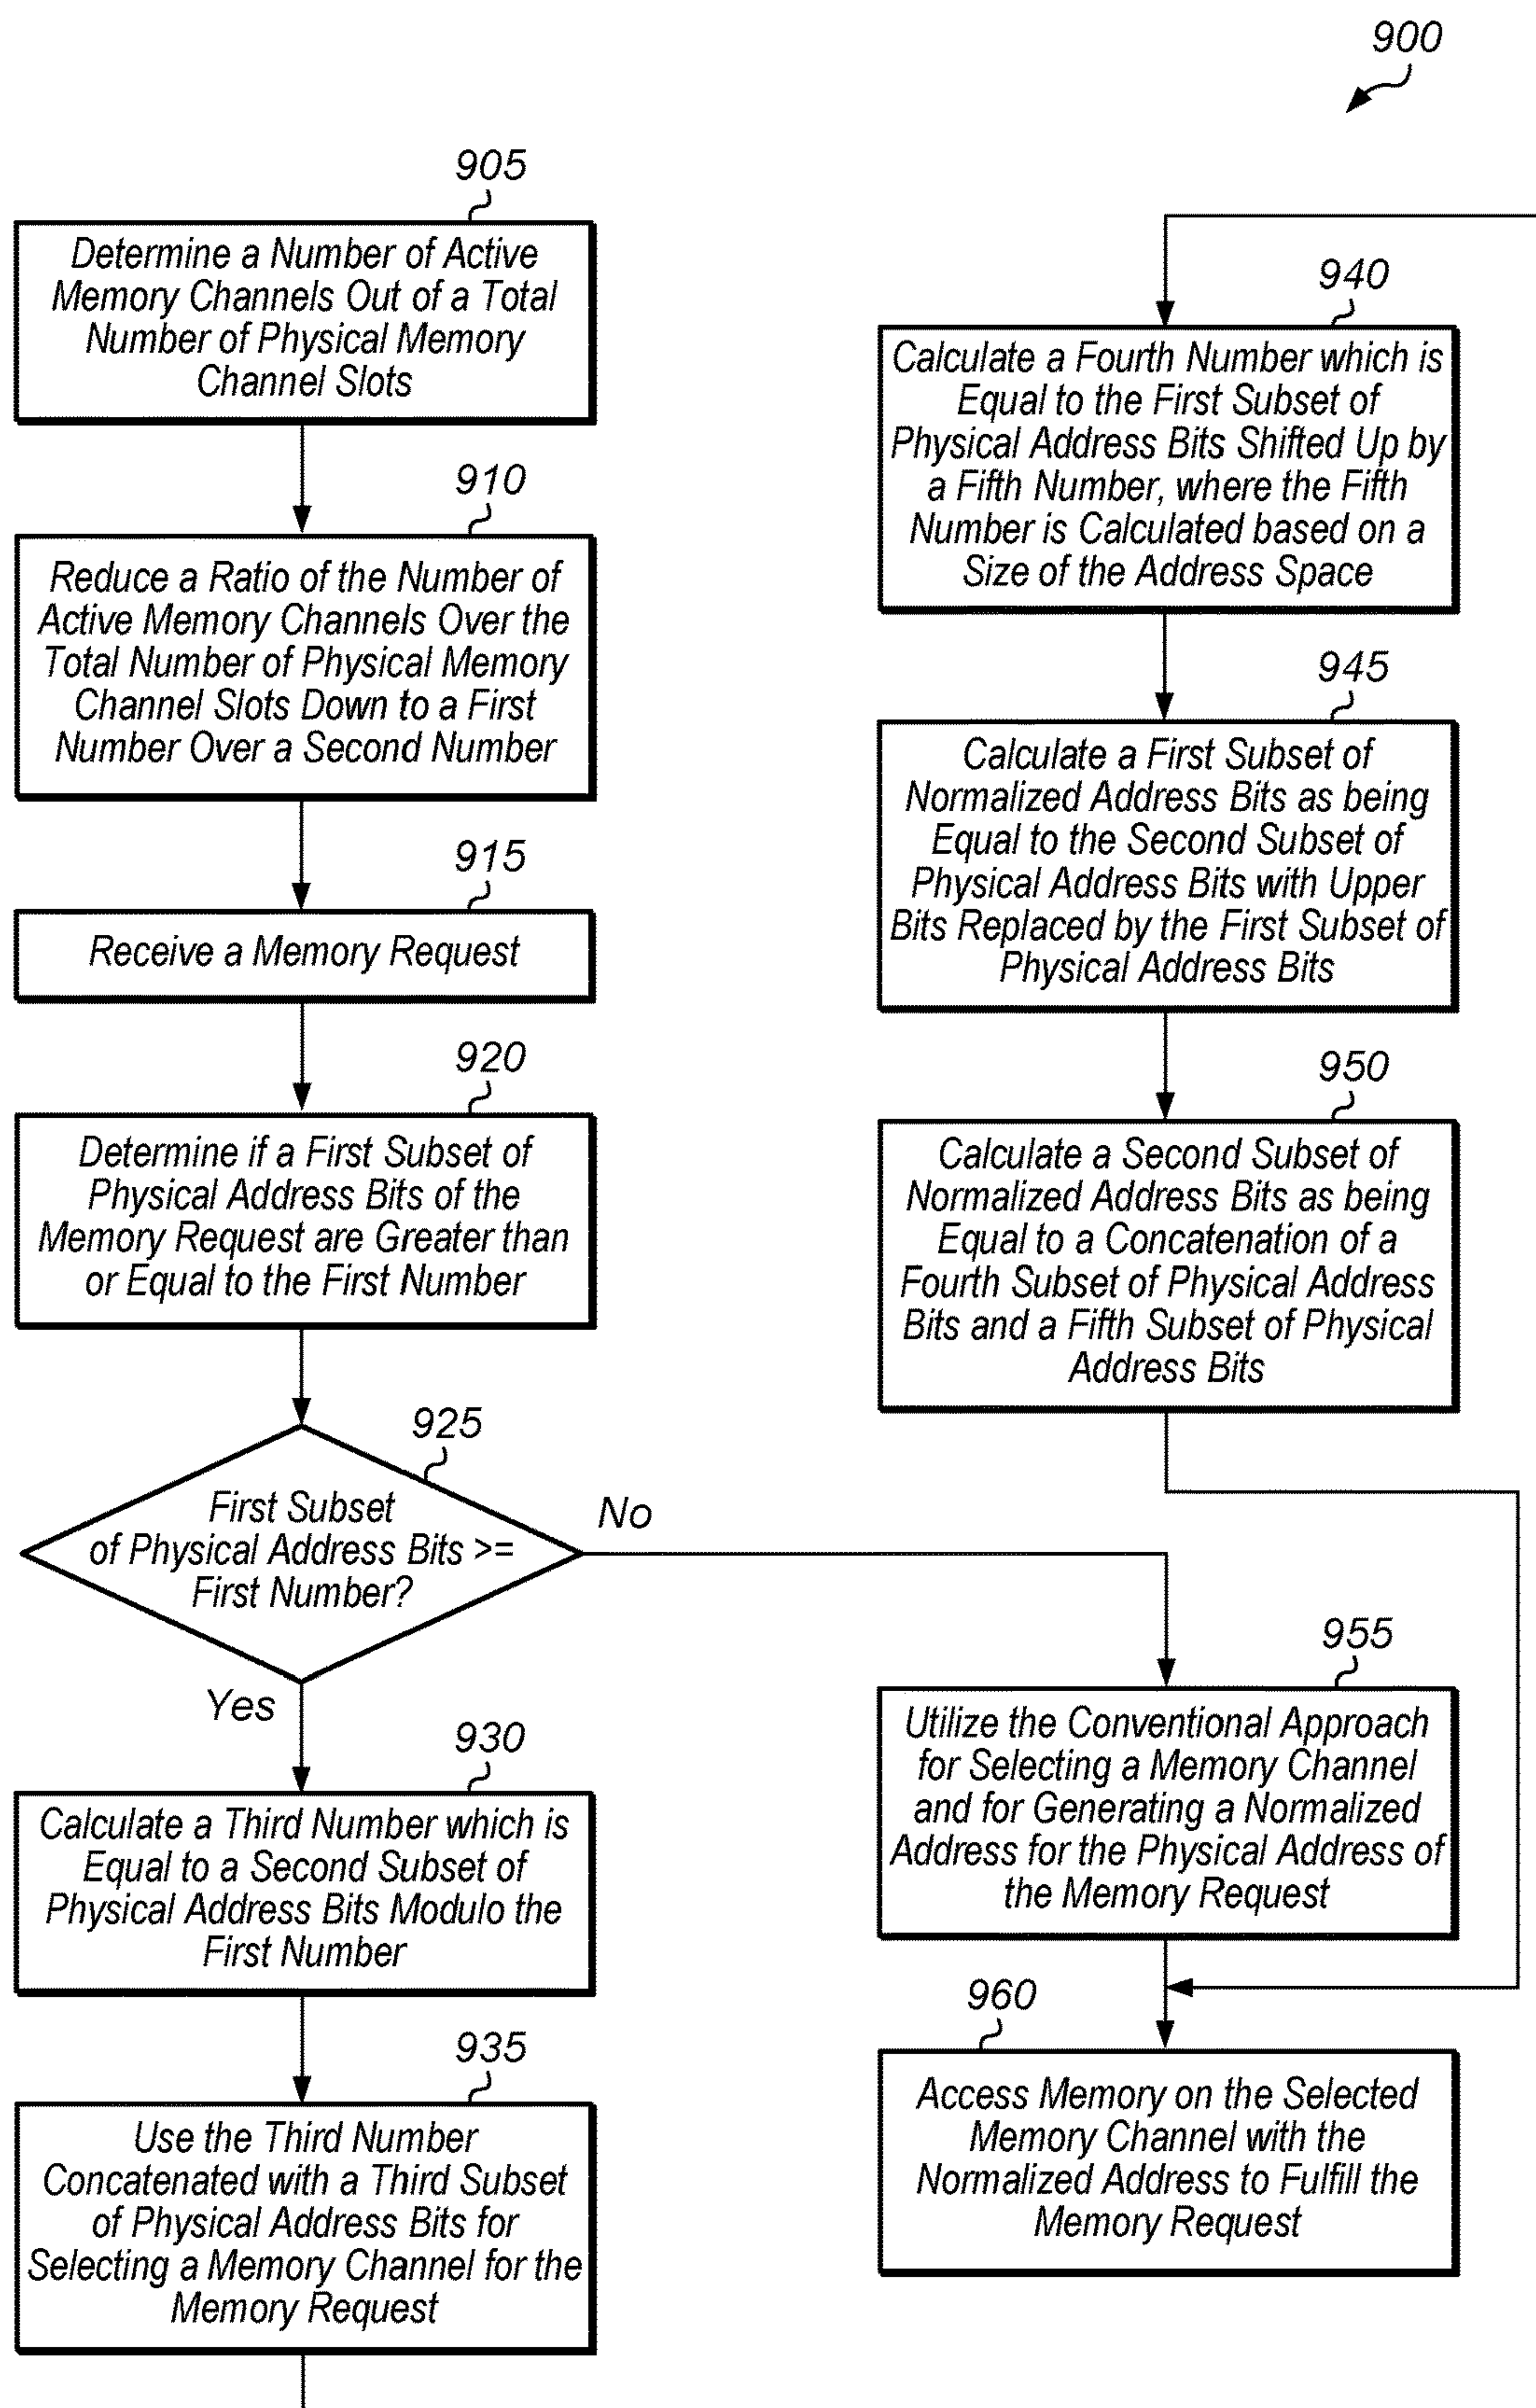 900
905
Determine a Number of Active
Memory Channels Out of a Total
Number of Physical Memory
Channel Slots
910
Reduce a Ratio of the Number of
Active Memory Channels Over the
Total Number of Physical Memory
Channel Slots Down to a First
Number Over a Second Number
915
Receive a Memory Request
920
Determine if a First Subset of
Physical Address Bits of the
Memory Request are Greater than
or Equal to the First Number
925
First Subset
of Physical Address Bits >=
First Number?
No
Yes
930
Calculate a Third Number which is
Equal to a Second Subset of
Physical Address Bits Modulo the
First Number
935
Use the Third Number
Concatenated with a Third Subset
of Physical Address Bits for
Selecting a Memory Channel for the
Memory Request
940
Calculate a Fourth Number which is
Equal to the First Subset of
Physical Address Bits Shifted Up by
a Fifth Number, where the Fifth
Number is Calculated based on a
Size of the Address Space
945
Calculate a First Subset of
Normalized Address Bits as being
Equal to the Second Subset of
Physical Address Bits with Upper
Bits Replaced by the First Subset of
Physical Address Bits
950
Calculate a Second Subset of
Normalized Address Bits as being
Equal to a Concatenation of a
Fourth Subset of Physical Address
Bits and a Fifth Subset of Physical
Address Bits
955
Utilize the Conventional Approach
for Selecting a Memory Channel
and for Generating a Normalized
Address for the Physical Address of
the Memory Request
960
Access Memory on the Selected
Memory Channel with the
Normalized Address to Fulfill the
Memory Request